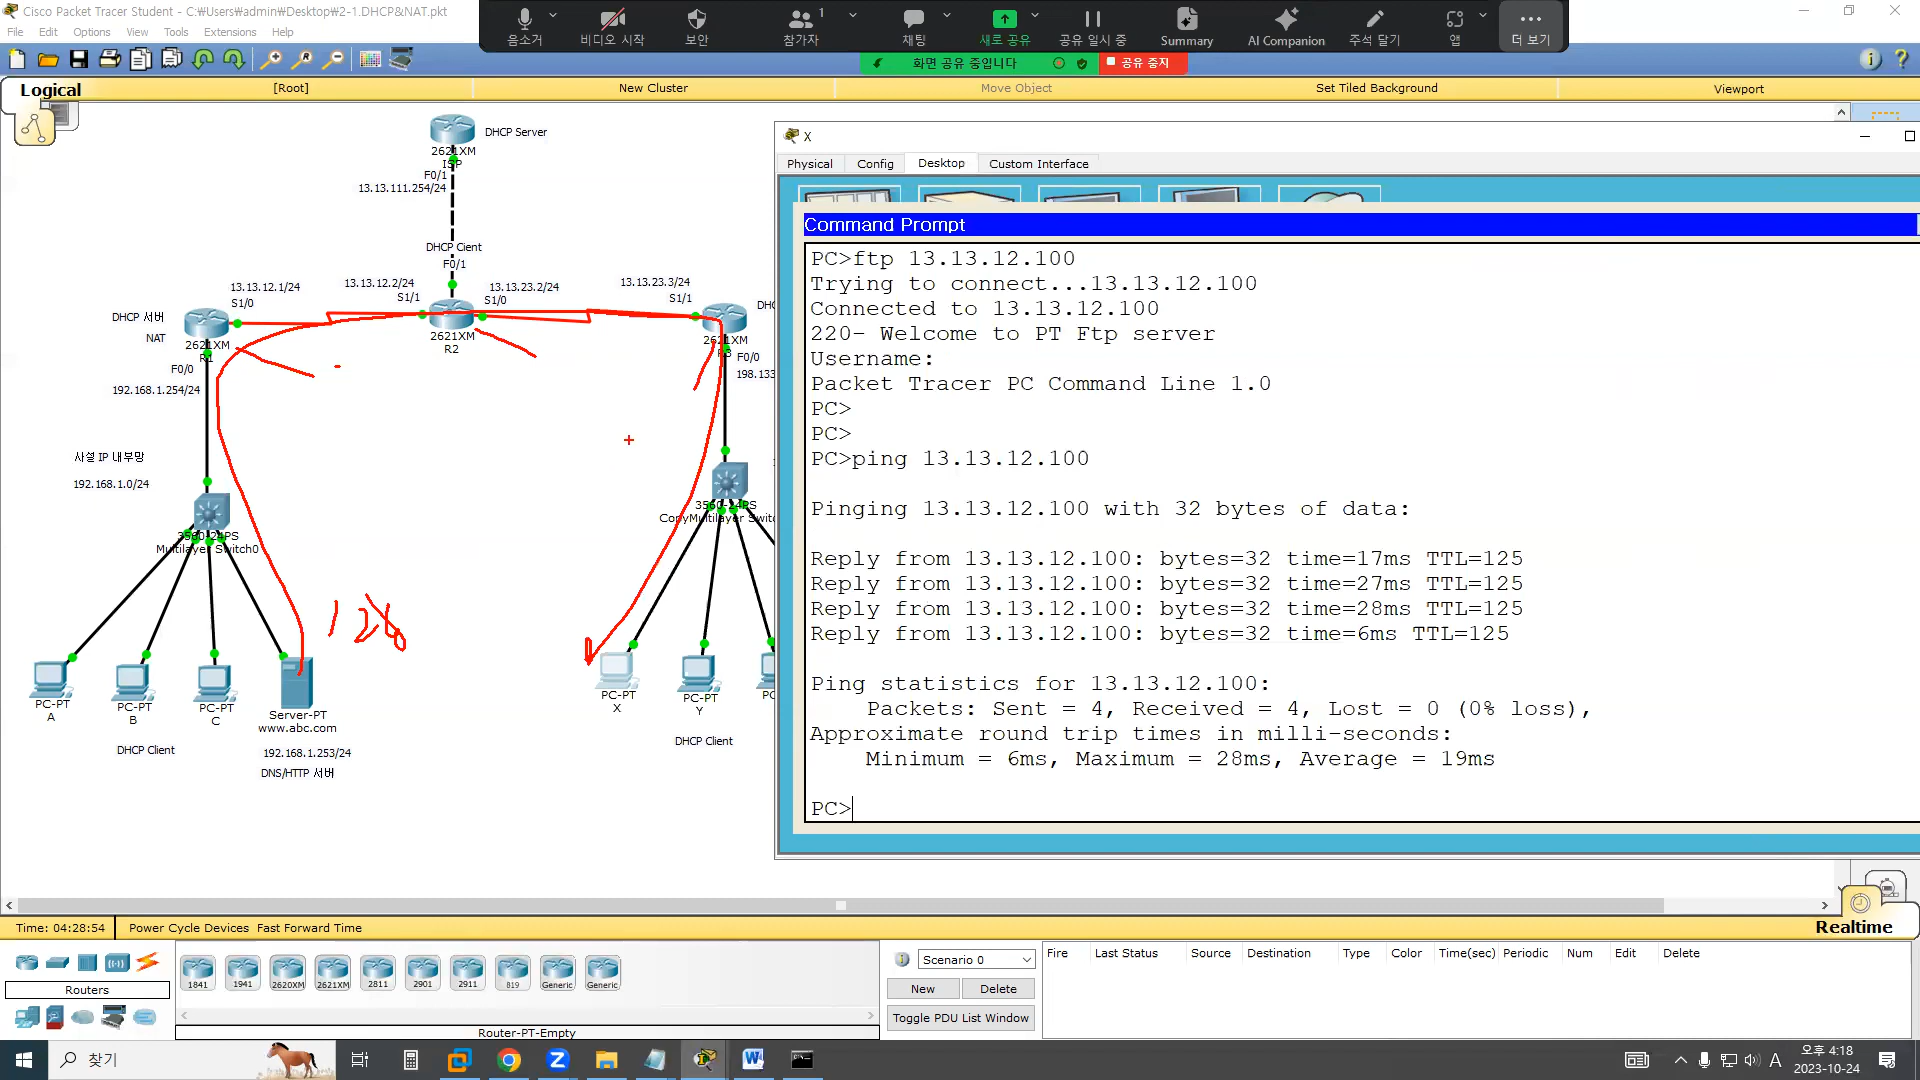 Cisco Packet Tracer Student - C:₩Users₩admin₩Desktop₩2-1.DHCP&NAT.pkt
File Edit Options View Tools Extensions Help
음소거 비디오 시작 보안 참가자 1 채팅 새로 공유 공유 일시 중 Summary AI Companion 주석 달기 앱 더 보기
화면 공유 중입니다 공유 중지
Logical [Root] New Cluster Move Object Set Tiled Background Viewport
DHCP Server
2621XM
ISP
F0/1
13.13.111.254/24
DHCP Cient
F0/1
13.13.12.1/24
S1/0
13.13.12.2/24
S1/1
13.13.23.2/24
S1/0
13.13.23.3/24
S1/1
DHCP 서버
NAT
2621XM
R1
2621XM
R2
2621XM
F0/0
192.168.1.254/24
F0/0
198.133
사설 IP 내부망
192.168.1.0/24
3560-24PS
Multilayer Switch0
3560-24PS
CopyMultilayer Switc
128
PC-PT
A
PC-PT
B
PC-PT
C
Server-PT
www.abc.com
192.168.1.253/24
DNS/HTTP 서버
DHCP Client
PC-PT
X
PC-PT
Y
DHCP Client
X
Physical Config Desktop Custom Interface
Command Prompt
PC>ftp 13.13.12.100
Trying to connect...13.13.12.100
Connected to 13.13.12.100
220- Welcome to PT Ftp server
Username:
Packet Tracer PC Command Line 1.0
PC>
PC>
PC>ping 13.13.12.100
Pinging 13.13.12.100 with 32 bytes of data:
Reply from 13.13.12.100: bytes=32 time=17ms TTL=125
Reply from 13.13.12.100: bytes=32 time=27ms TTL=125
Reply from 13.13.12.100: bytes=32 time=28ms TTL=125
Reply from 13.13.12.100: bytes=32 time=6ms TTL=125
Ping statistics for 13.13.12.100:
Packets: Sent = 4, Received = 4, Lost = 0 (0% loss),
Approximate round trip times in milli-seconds:
Minimum = 6ms, Maximum = 28ms, Average = 19ms
PC>
Time: 04:28:54 Power Cycle Devices Fast Forward Time Realtime
Routers
1841 1941 2620XM 2621XM 2811 2901 2911 819 Generic Generic
Router-PT-Empty
Scenario 0
New Delete
Toggle PDU List Window
Fire Last Status Source Destination Type Color Time(sec) Periodic Num Edit Delete
찾기
A
오후 4:18
2023-10-24